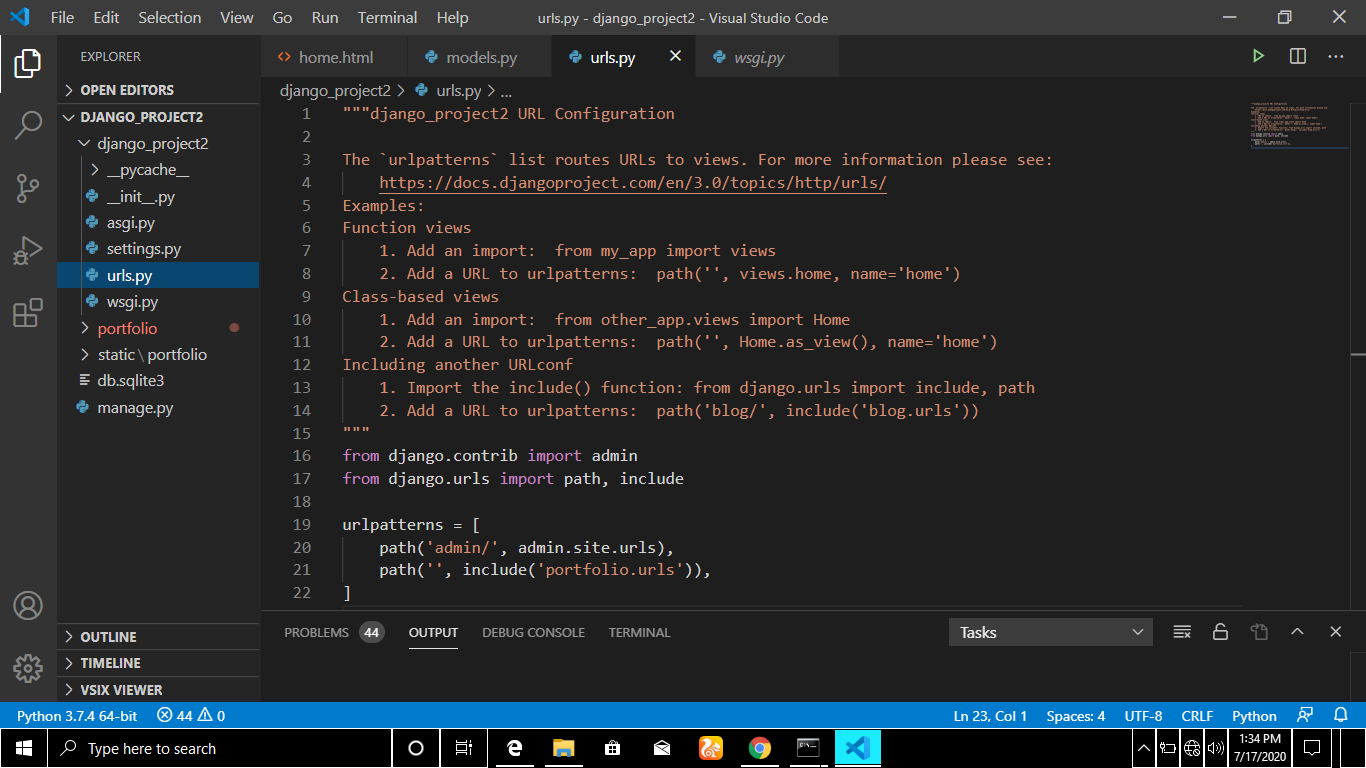 File Edit Selection View Go Run Terminal Help urls.py - django_project2 - Visual Studio Code
EXPLORER
OPEN EDITORS
DJANGO_PROJECT2
django_project2
__pycache__
__init__.py
asgi.py
settings.py
urls.py
wsgi.py
portfolio
static\portfolio
db.sqlite3
manage.py
OUTLINE
TIMELINE
VSIX VIEWER
home.html models.py urls.py wsgi.py
django_project2 > urls.py > ...
1 """django_project2 URL Configuration
2
3 The `urlpatterns` list routes URLs to views. For more information please see:
4     https://docs.djangoproject.com/en/3.0/topics/http/urls/
5 Examples:
6 Function views
7     1. Add an import:  from my_app import views
8     2. Add a URL to urlpatterns:  path('', views.home, name='home')
9 Class-based views
10     1. Add an import:  from other_app.views import Home
11     2. Add a URL to urlpatterns:  path('', Home.as_view(), name='home')
12 Including another URLconf
13     1. Import the include() function: from django.urls import include, path
14     2. Add a URL to urlpatterns:  path('blog/', include('blog.urls'))
15 """
16 from django.contrib import admin
17 from django.urls import path, include
18
19 urlpatterns = [
20     path('admin/', admin.site.urls),
21     path('', include('portfolio.urls')),
22 ]
PROBLEMS 44 OUTPUT DEBUG CONSOLE TERMINAL Tasks
Python 3.7.4 64-bit 44 0 Ln 23, Col 1 Spaces: 4 UTF-8 CRLF Python
Type here to search
1:34 PM
7/17/2020